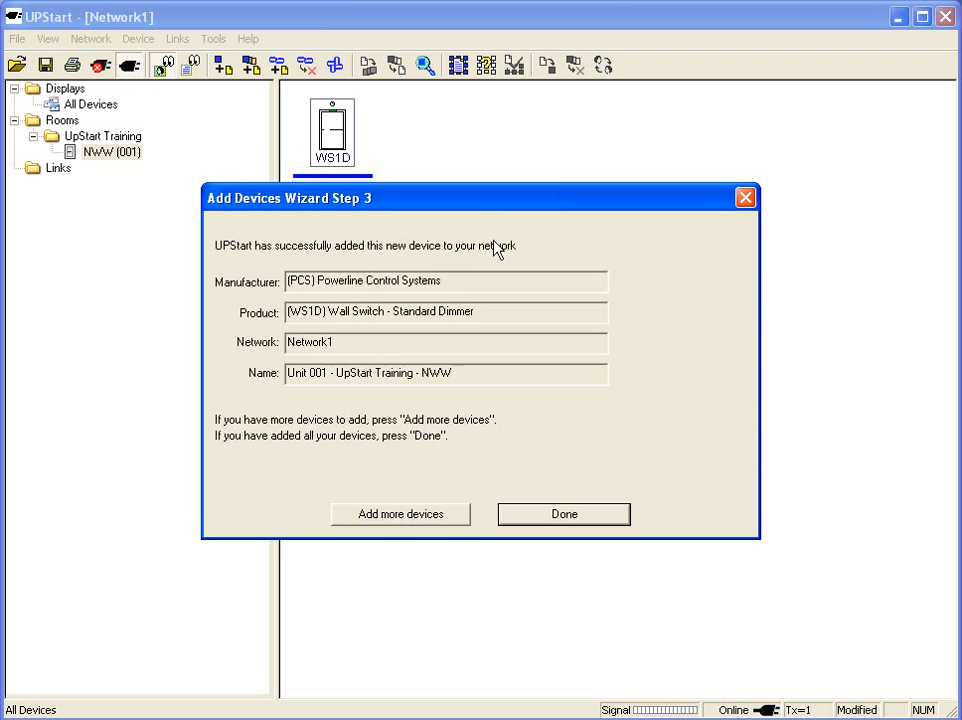 UPStart - [Network1]
File View Network Device Links Tools Help
Displays
All Devices
Rooms
UpStart Training
NWW (001)
Links
WS1D
Add Devices Wizard Step 3
UPStart has successfully added this new device to your network
Manufacturer: (PCS) Powerline Control Systems
Product: (WS1D) Wall Switch - Standard Dimmer
Network: Network1
Name: Unit 001 - UpStart Training - NWW
If you have more devices to add, press "Add more devices".
If you have added all your devices, press "Done".
Add more devices Done
All Devices Signal Online Tx=1 Modified NUM